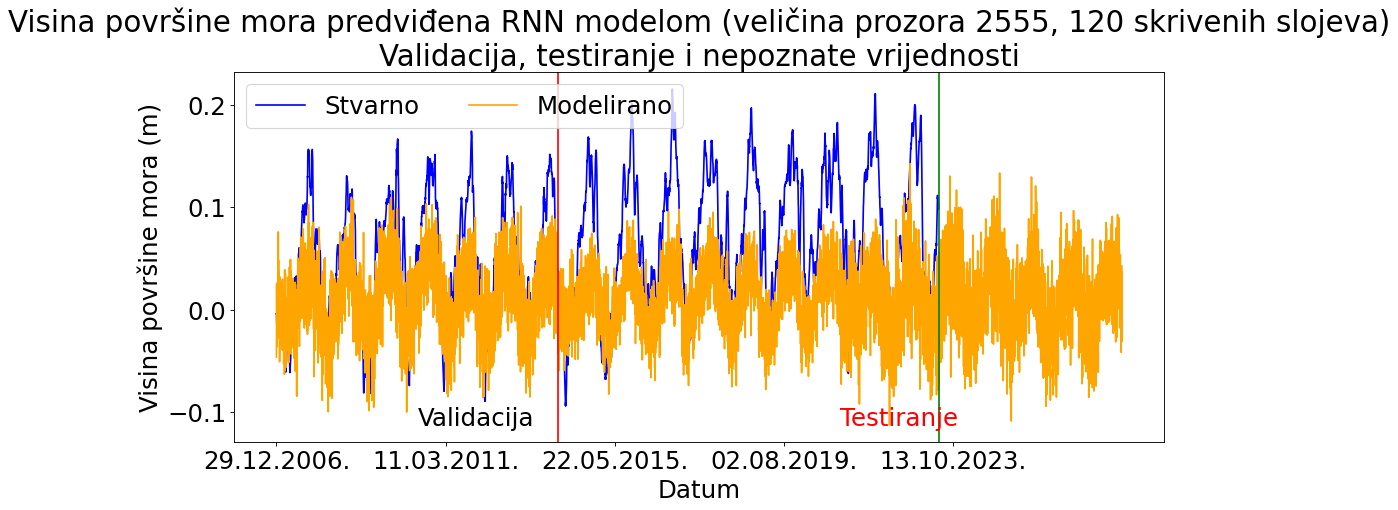 Visina površine mora predviđena RNN modelom (veličina prozora 2555, 120 skrivenih slojeva)
Validacija, testiranje i nepoznate vrijednosti
Stvarno Modelirano
Visina površine mora (m)
0.2
0.1
0.0
−0.1
Validacija Testiranje
29.12.2006. 11.03.2011. 22.05.2015. 02.08.2019. 13.10.2023.
Datum